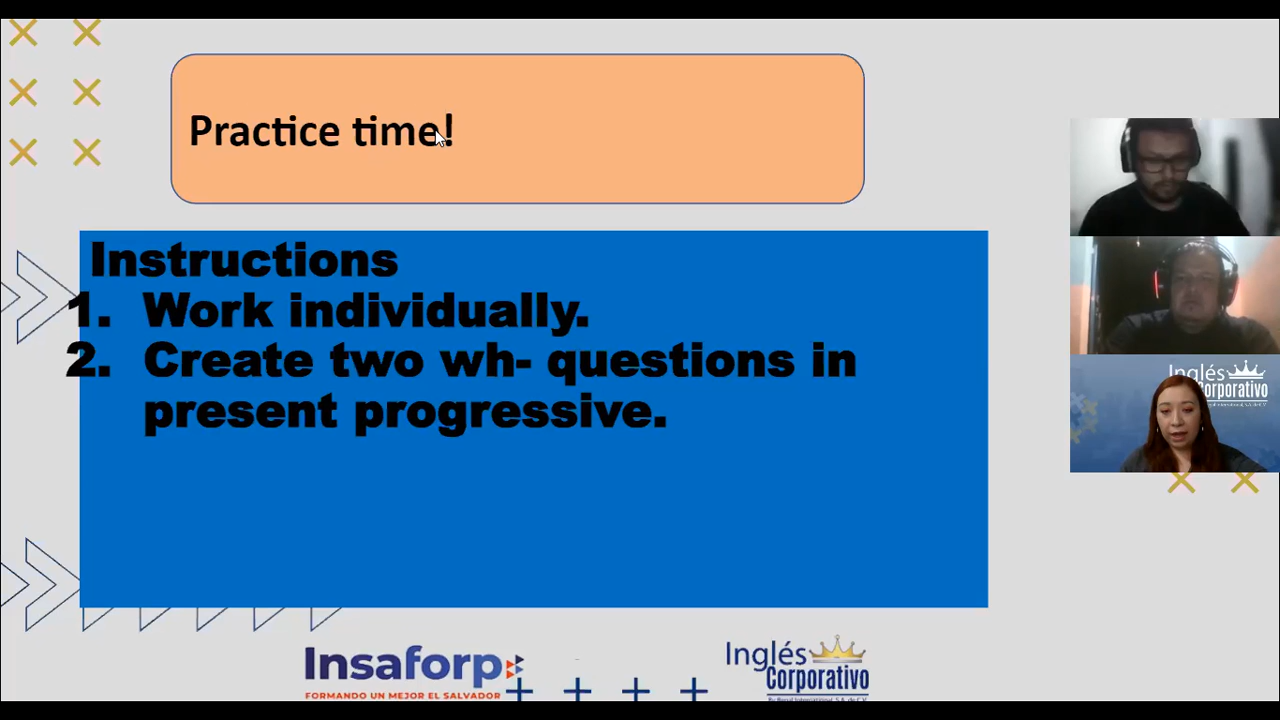 Practice time!
Instructions
1. Work individually.
2. Create two wh- questions in
present progressive.
Inglés
Corporativo
Insaforp
FORMANDO UN MEJOR EL SALVADOR
Inglés
Corporativo